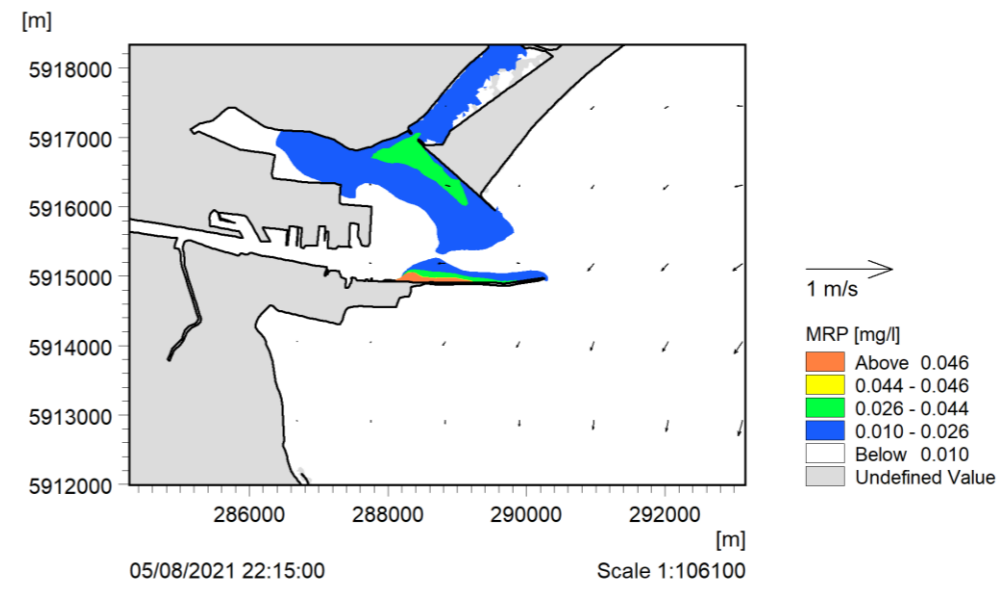 [m]
5918000
5917000
5916000
5915000
5914000
5913000
5912000
286000 288000 290000 292000
[m]
05/08/2021 22:15:00 Scale 1:106100
1 m/s
MRP [mg/l]
Above 0.046
0.044 - 0.046
0.026 - 0.044
0.010 - 0.026
Below 0.010
Undefined Value